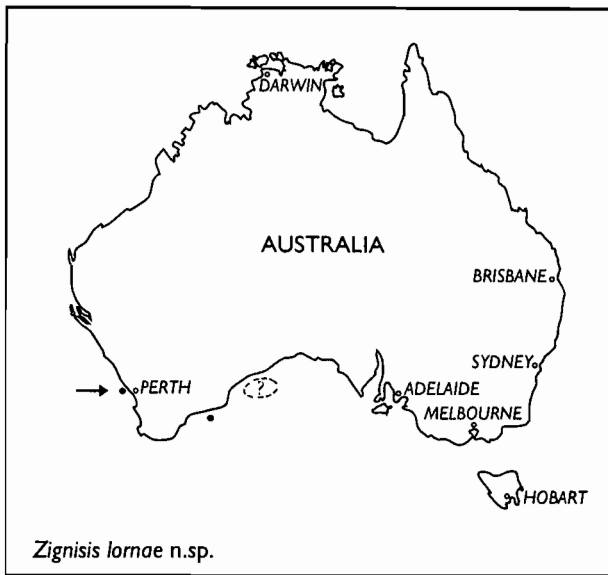 DARWIN
AUSTRALIA
BRISBANE
SYDNEY
PERTH
?
ADELAIDE
MELBOURNE
HOBART
Zignisis lornae n.sp.